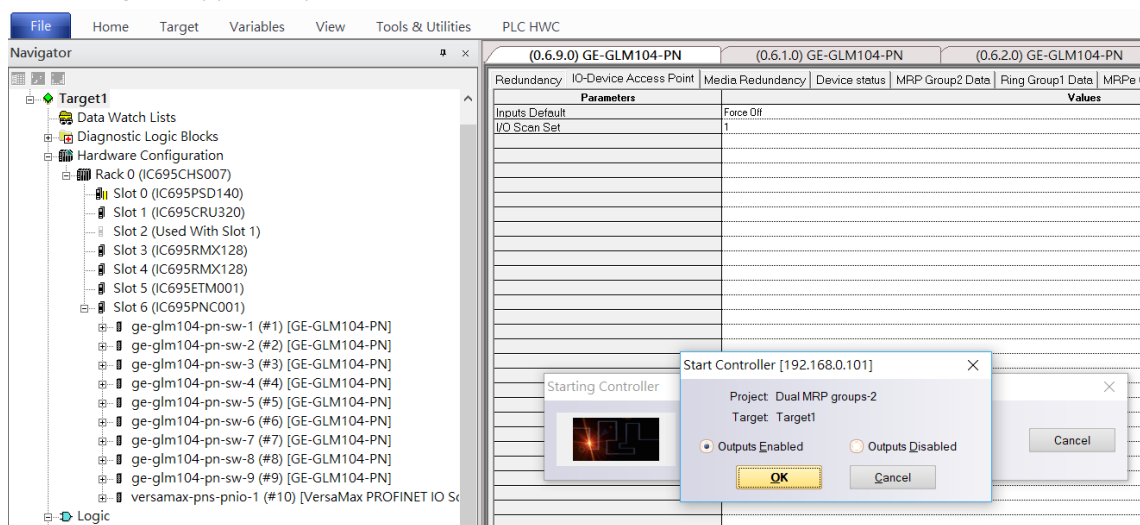 File Home Target Variables View Tools & Utilities PLC HWC
Navigator
(0.6.9.0) GE-GLM104-PN (0.6.1.0) GE-GLM104-PN (0.6.2.0) GE-GLM104-PN
Redundancy IO-Device Access Point Media Redundancy Device status MRP Group2 Data Ring Group1 Data MRPe
Parameters Values
Inputs Default Force Off
I/O Scan Set 1
Target1
Data Watch Lists
Diagnostic Logic Blocks
Hardware Configuration
Rack 0 (IC695CHS007)
Slot 0 (IC695PSD140)
Slot 1 (IC695CRU320)
Slot 2 (Used With Slot 1)
Slot 3 (IC695RMX128)
Slot 4 (IC695RMX128)
Slot 5 (IC695ETM001)
Slot 6 (IC695PNC001)
ge-glm104-pn-sw-1 (#1) [GE-GLM104-PN]
ge-glm104-pn-sw-2 (#2) [GE-GLM104-PN]
ge-glm104-pn-sw-3 (#3) [GE-GLM104-PN]
ge-glm104-pn-sw-4 (#4) [GE-GLM104-PN]
ge-glm104-pn-sw-5 (#5) [GE-GLM104-PN]
ge-glm104-pn-sw-6 (#6) [GE-GLM104-PN]
ge-glm104-pn-sw-7 (#7) [GE-GLM104-PN]
ge-glm104-pn-sw-8 (#8) [GE-GLM104-PN]
ge-glm104-pn-sw-9 (#9) [GE-GLM104-PN]
versamax-pns-pnio-1 (#10) [VersaMax PROFINET IO Sc
Logic
Starting Controller
Cancel
Start Controller [192.168.0.101]
Project: Dual MRP groups-2
Target: Target1
Outputs Enabled Outputs Disabled
OK Cancel